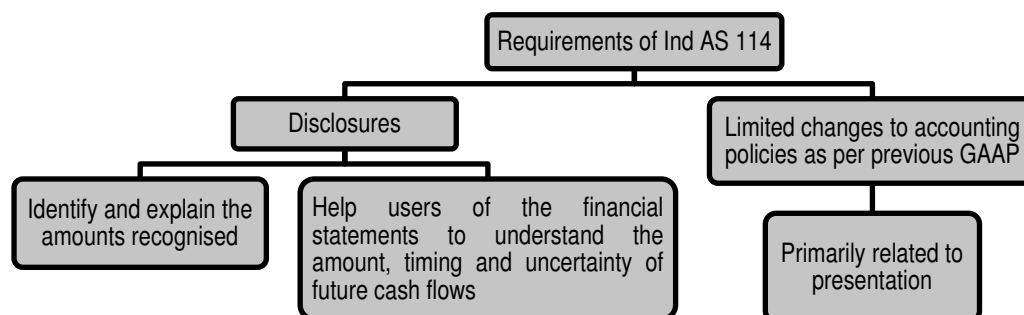 Requirements of Ind AS 114
Disclosures
Limited changes to accounting
policies as per previous GAAP
Identify and explain the
amounts recognised
Help users of the financial
statements to understand the
amount, timing and uncertainty of
future cash flows
Primarily related to
presentation